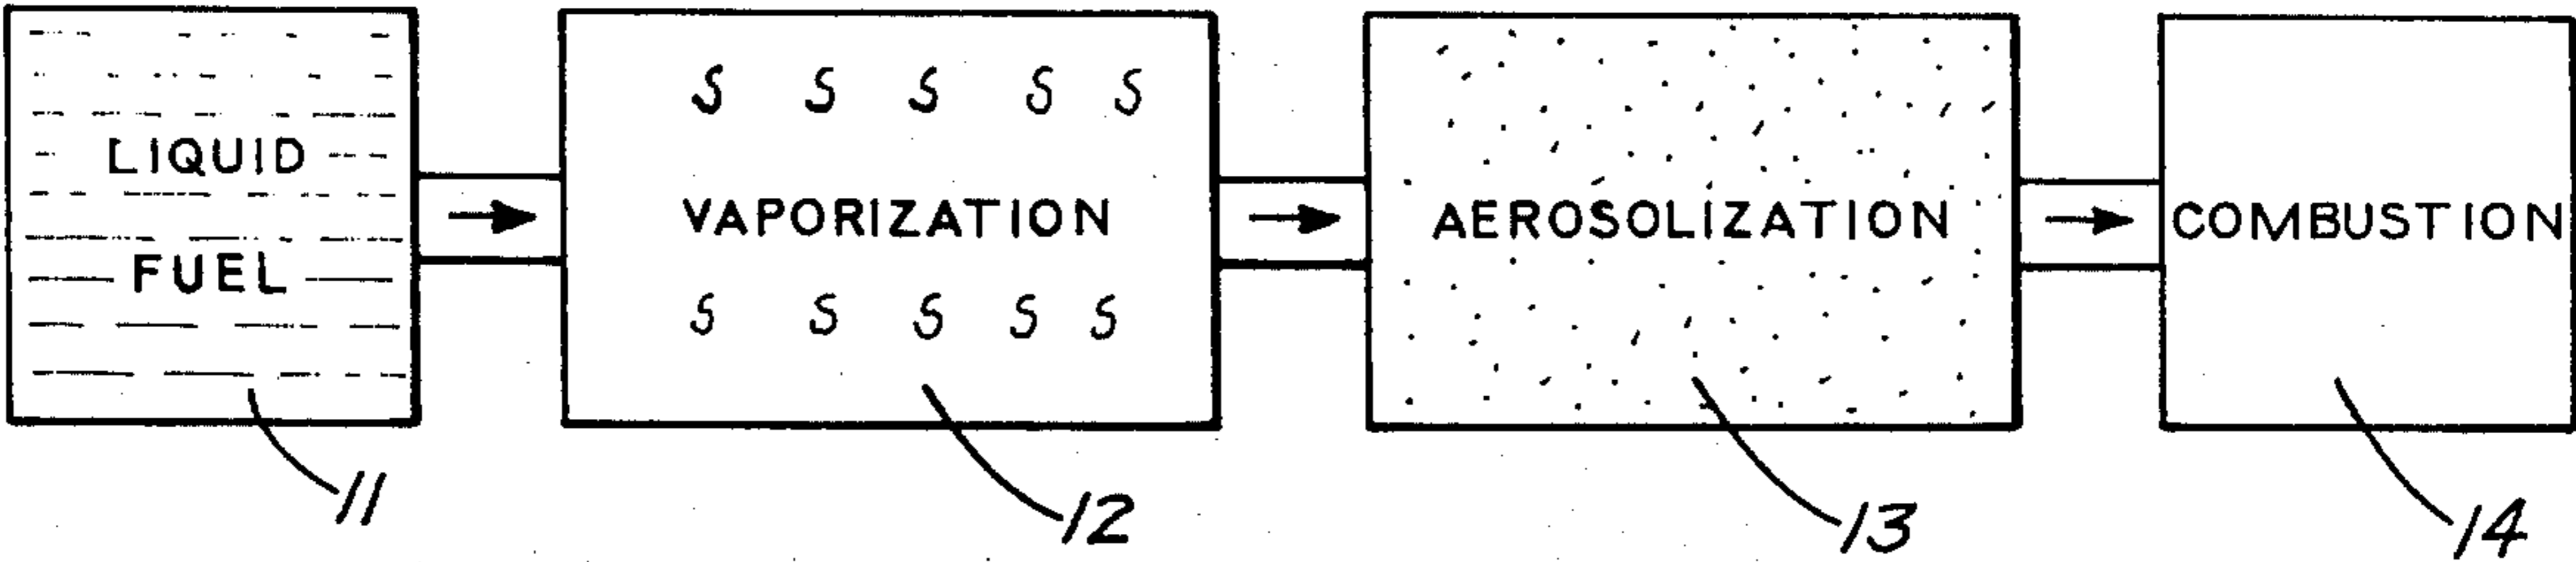 LIQUID
FUEL
VAPORIZATION
S S S S S
S S S S S
AEROSOLIZATION
COMBUSTION
11
12
13
14